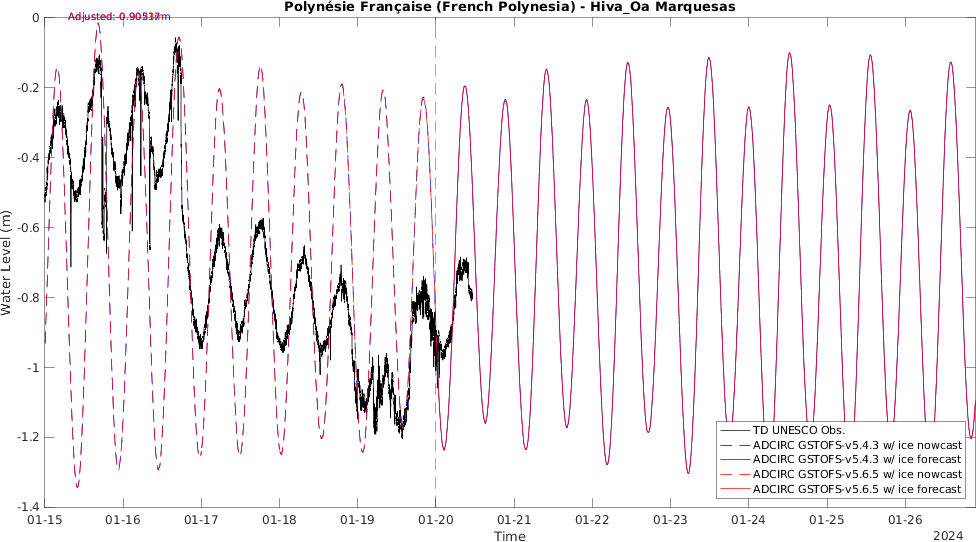 Polynésie Française (French Polynesia) - Hiva_Oa Marquesas
Water Level (m)
0
-0.2
-0.4
-0.6
-0.8
-1
-1.2
-1.4
TD UNESCO Obs.
ADCIRC GSTOFS-v5.4.3 w/ ice nowcast
ADCIRC GSTOFS-v5.4.3 w/ ice forecast
ADCIRC GSTOFS-v5.6.5 w/ ice nowcast
ADCIRC GSTOFS-v5.6.5 w/ ice forecast
01-15 01-16 01-17 01-18 01-19 01-20 01-21 01-22 01-23 01-24 01-25 01-26
Time
2024